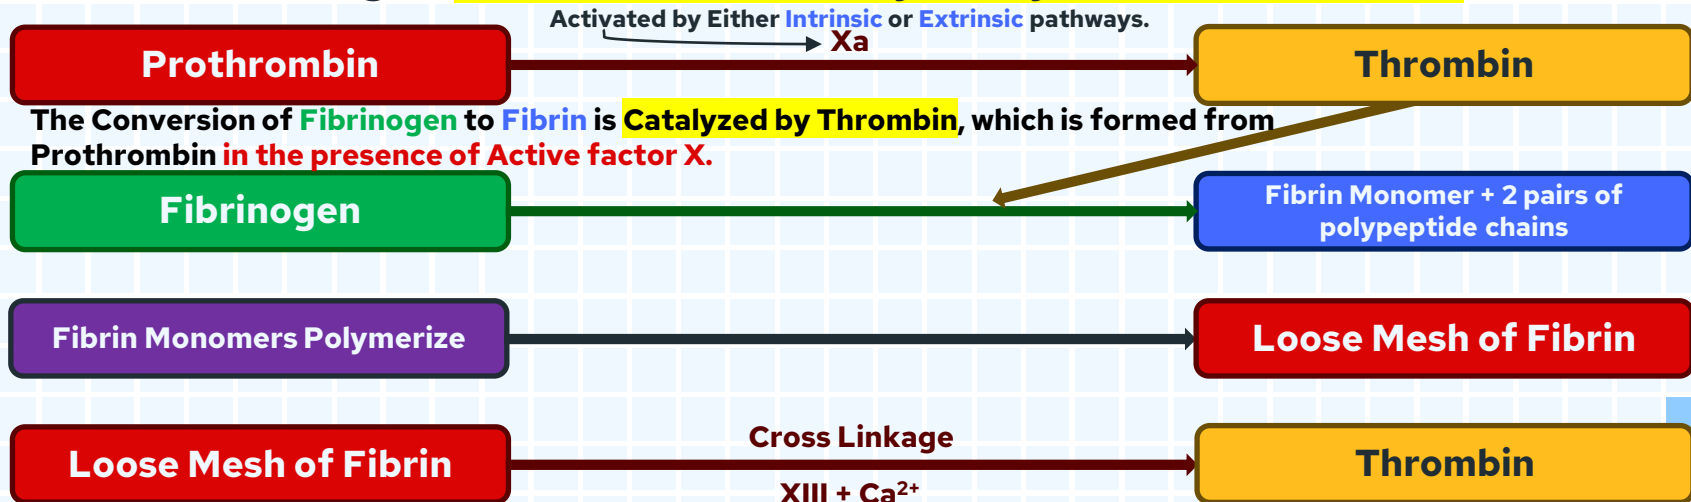 Activated by Either Intrinsic or Extrinsic pathways.
Xa
Prothrombin
Thrombin
The Conversion of Fibrinogen to Fibrin is Catalyzed by Thrombin, which is formed from
Prothrombin in the presence of Active factor X.
Fibrinogen
Fibrin Monomer + 2 pairs of
polypeptide chains
Fibrin Monomers Polymerize
Loose Mesh of Fibrin
Loose Mesh of Fibrin
Cross Linkage
XIII + Ca²⁺
Thrombin